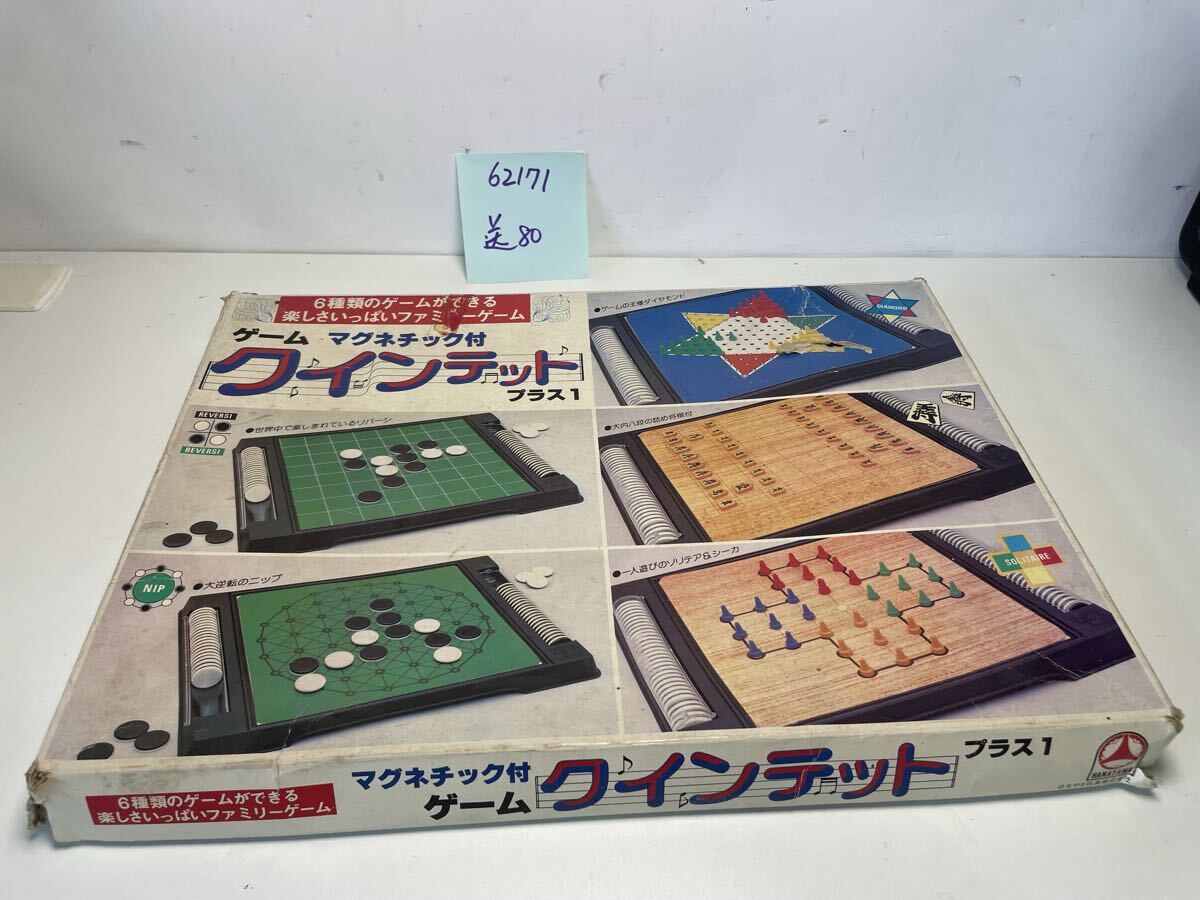 62171
送80
6種類のゲームができる
楽しさいっぱいファミリーゲーム
ゲーム マグネチック付
クインテット
プラス1
●ゲームの王様ダイヤモンド
DIAMOND
REVERSI
REVERSI
●世界中で楽しまれているリバーシ
●大内八段の詰め将棋付
NIP
●大逆転のニップ
●一人遊びのソリテア&シーガ
SOLITAIRE
6種類のゲームができる
楽しさいっぱいファミリーゲーム
マグネチック付
ゲーム
クインテット
プラス1
HANAYAMA